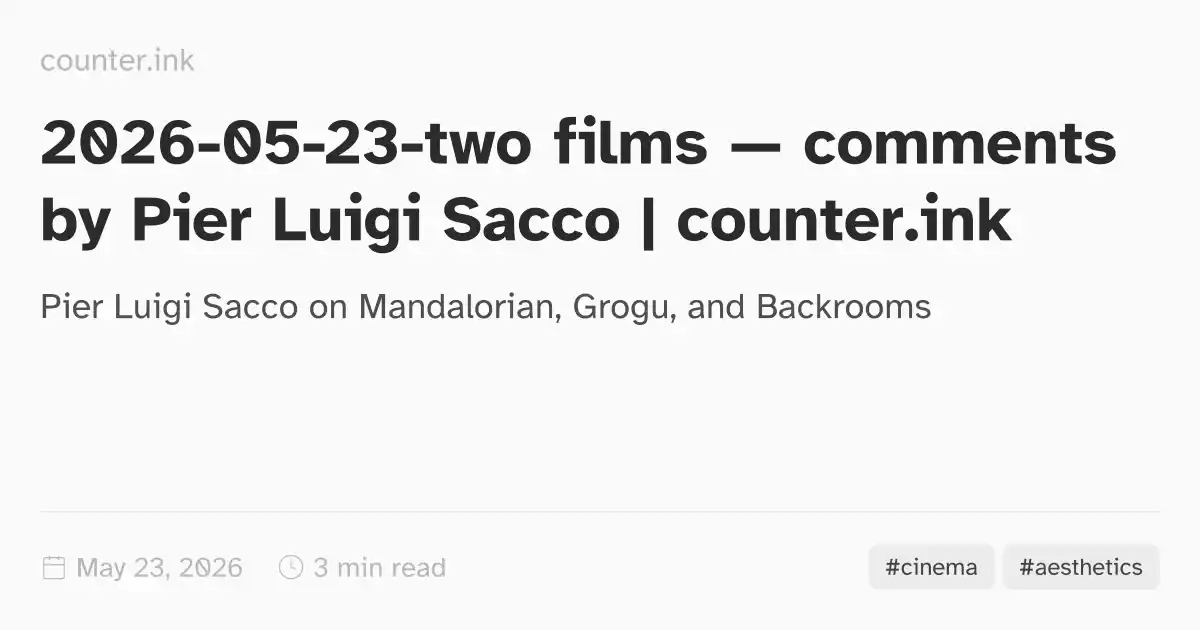 counter.ink
2026-05-23-two films — comments
by Pier Luigi Sacco | counter.ink
Pier Luigi Sacco on Mandalorian, Grogu, and Backrooms
May 23, 2026
3 min read
#cinema
#aesthetics